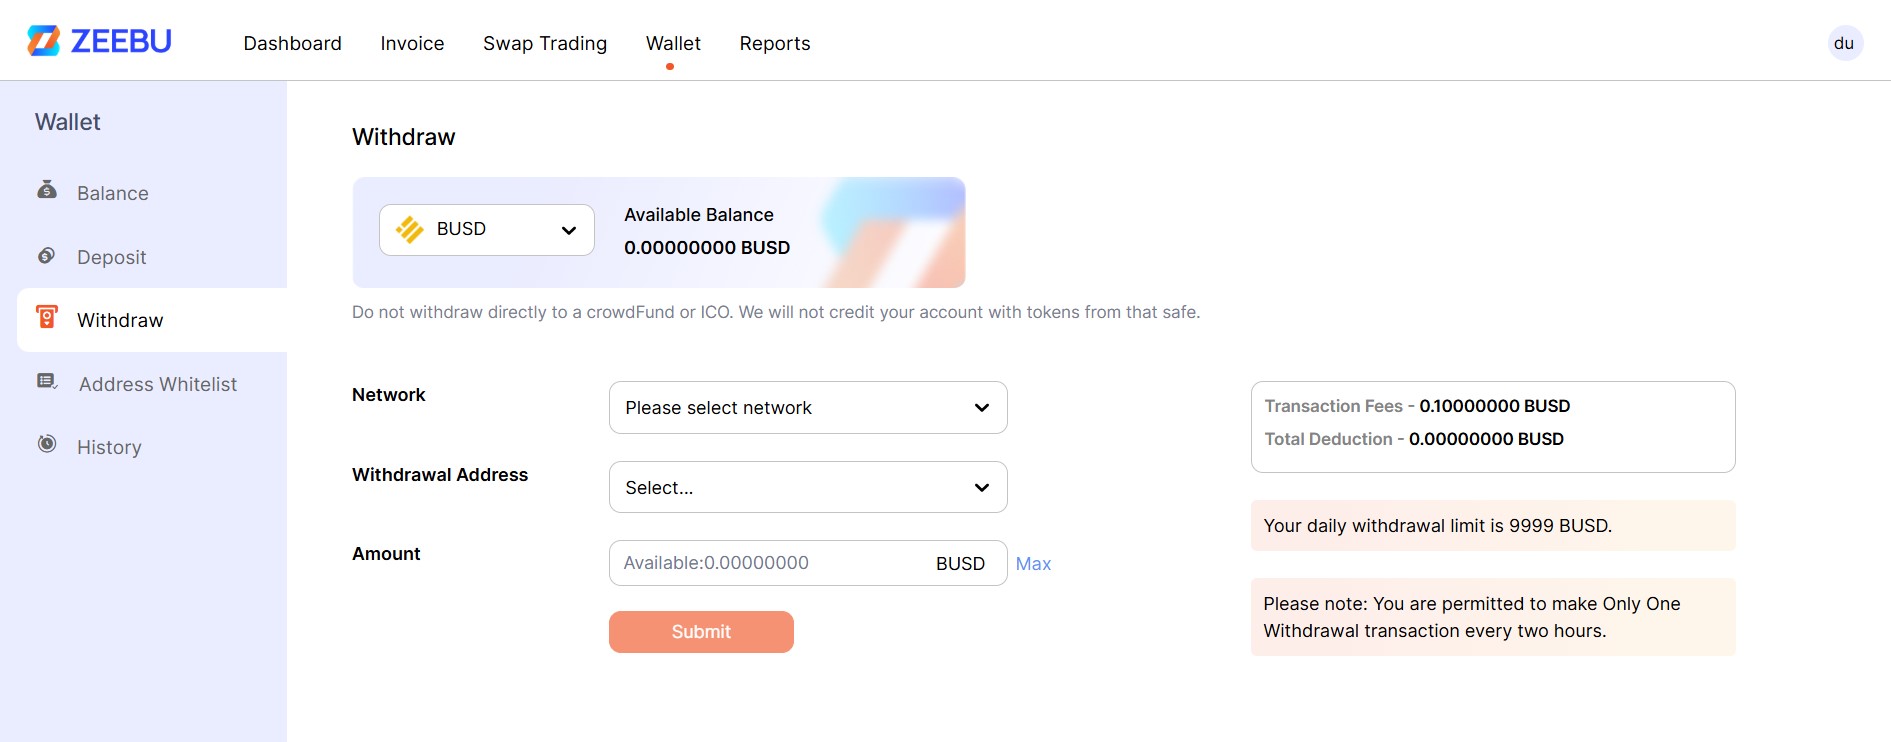 ZEEBU
Dashboard
Invoice
Swap Trading
Wallet
Reports
du
Wallet
Balance
Deposit
Withdraw
Address Whitelist
History
Withdraw
BUSD
Available Balance
0.00000000 BUSD
Do not withdraw directly to a crowdFund or ICO. We will not credit your account with tokens from that safe.
Network
Please select network
Withdrawal Address
Select...
Amount
Available:0.00000000
BUSD
Max
Submit
Transaction Fees - 0.10000000 BUSD
Total Deduction - 0.00000000 BUSD
Your daily withdrawal limit is 9999 BUSD.
Please note: You are permitted to make Only One
Withdrawal transaction every two hours.